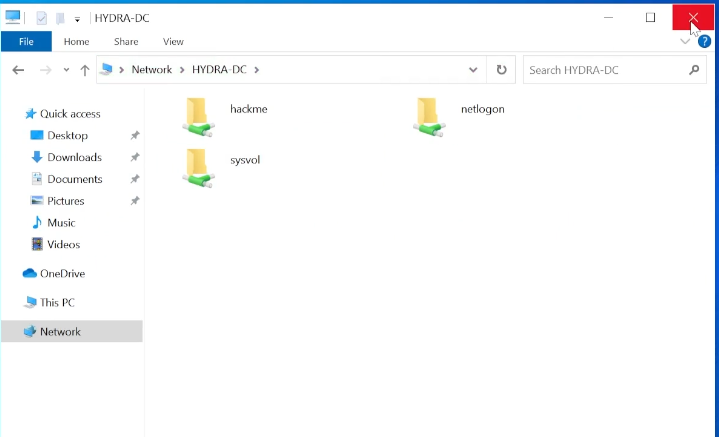 HYDRA-DC
File Home Share View ?
Network HYDRA-DC Search HYDRA-DC
Quick access
Desktop
Downloads
Documents
Pictures
Music
Videos
OneDrive
This PC
Network
hackme netlogon
sysvol